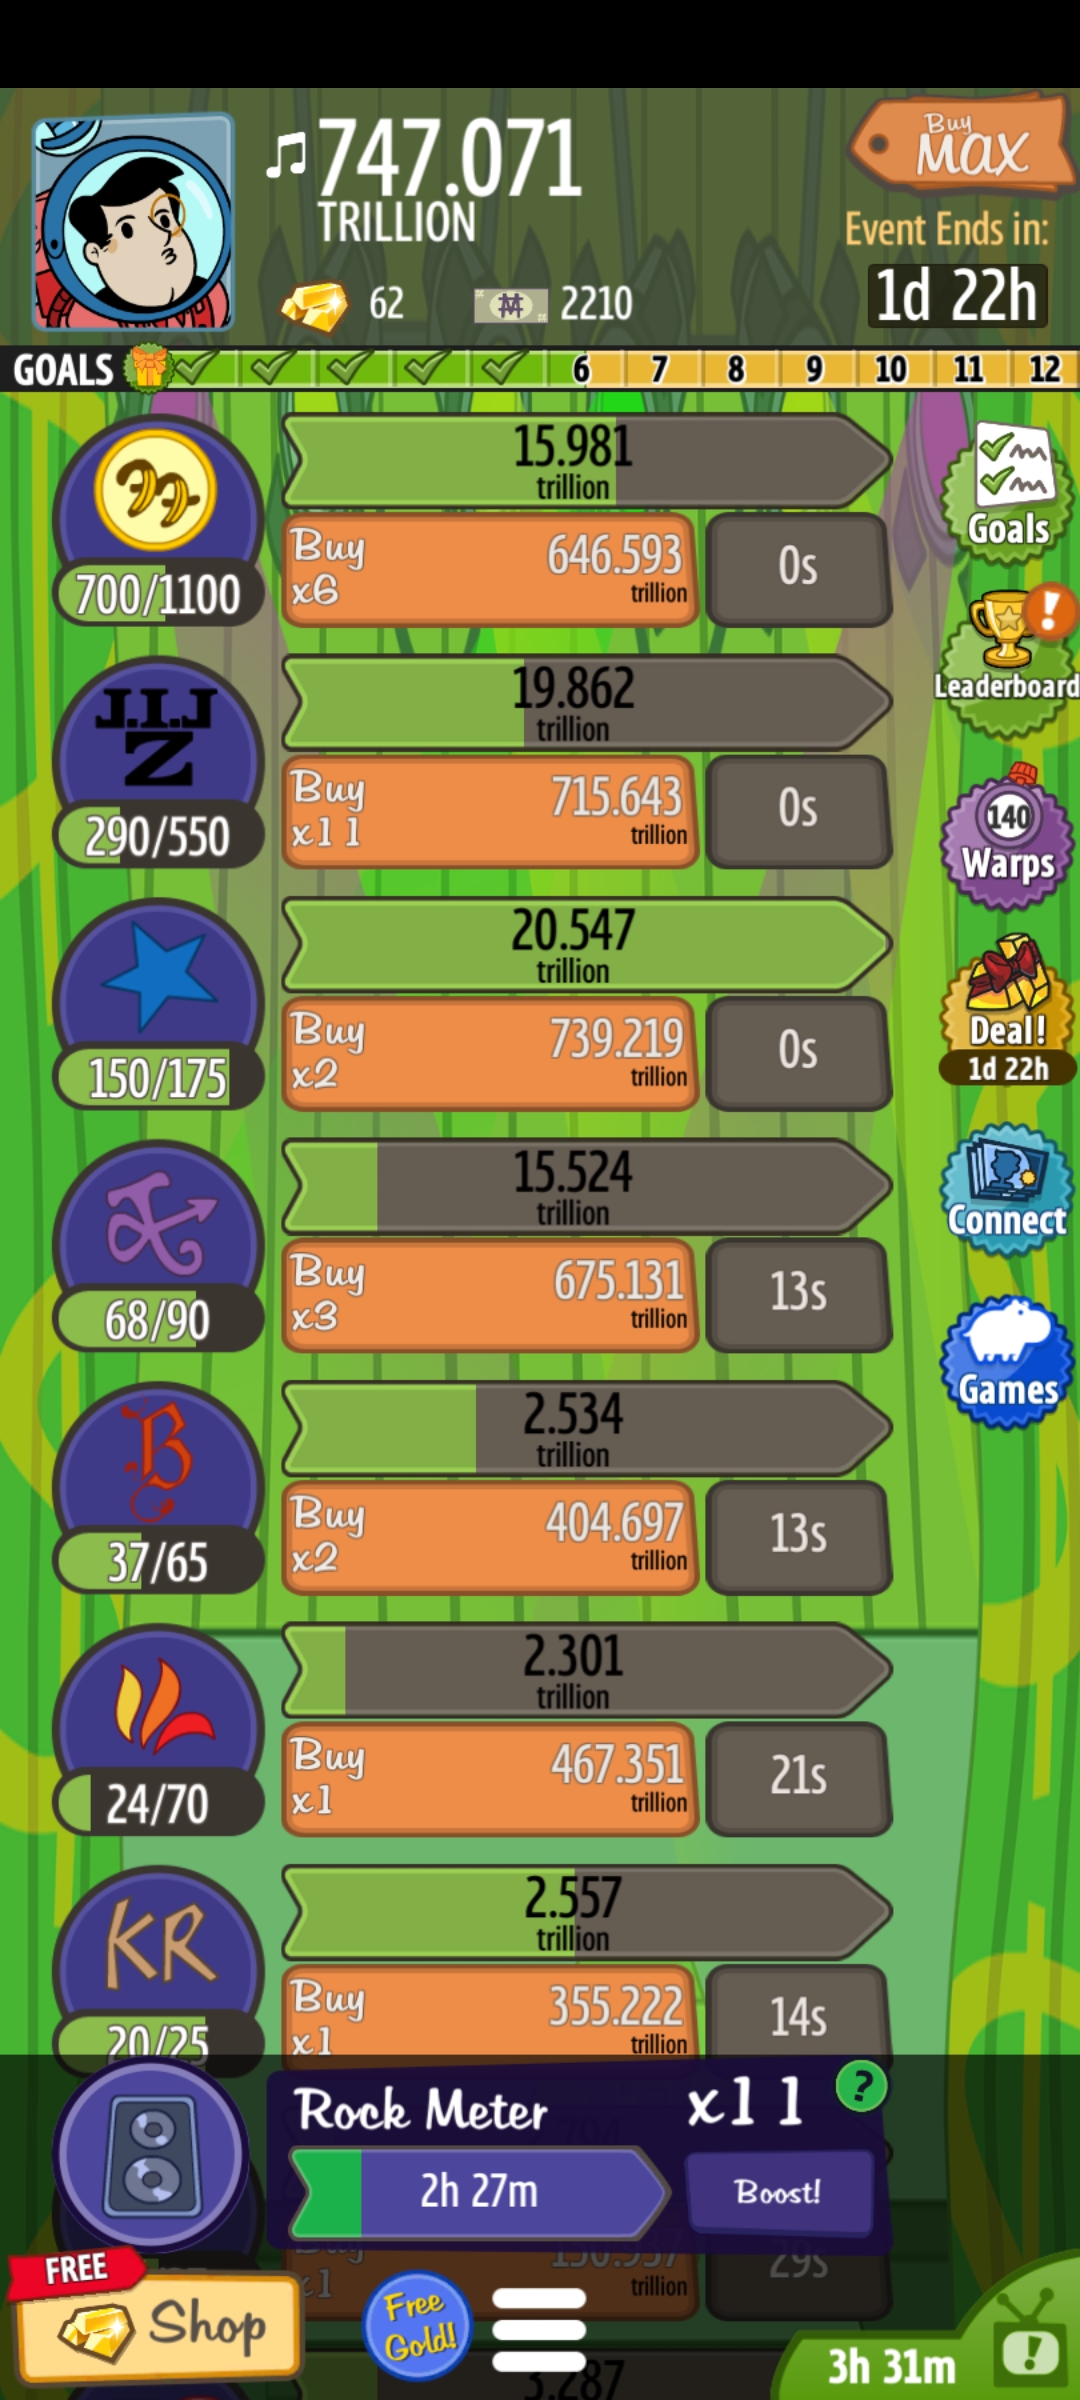 747.071
TRILLION
Buy
MAX
Event Ends in:
1d 22h
62
2210
GOALS
6 7 8 9 10 11 12
15.981
trillion
Buy
x6
646.593
trillion
0s
700/1100
Goals
J.I.J
Z
19.862
trillion
Buy
x11
715.643
trillion
0s
290/550
!
Leaderboard
140
Warps
20.547
trillion
Buy
x2
739.219
trillion
0s
150/175
Deal!
1d 22h
15.524
trillion
Buy
x3
675.131
trillion
13s
68/90
Connect
B
2.534
trillion
Buy
x2
404.697
trillion
13s
37/65
Games
2.301
trillion
Buy
x1
467.351
trillion
21s
24/70
KR
2.557
trillion
Buy
x1
355.222
trillion
14s
20/25
Rock Meter
x11
?
2h 27m
Boost!
Buy
x1
trillion
29s
FREE
Shop
Free
Gold!
3.287
3h 31m
!